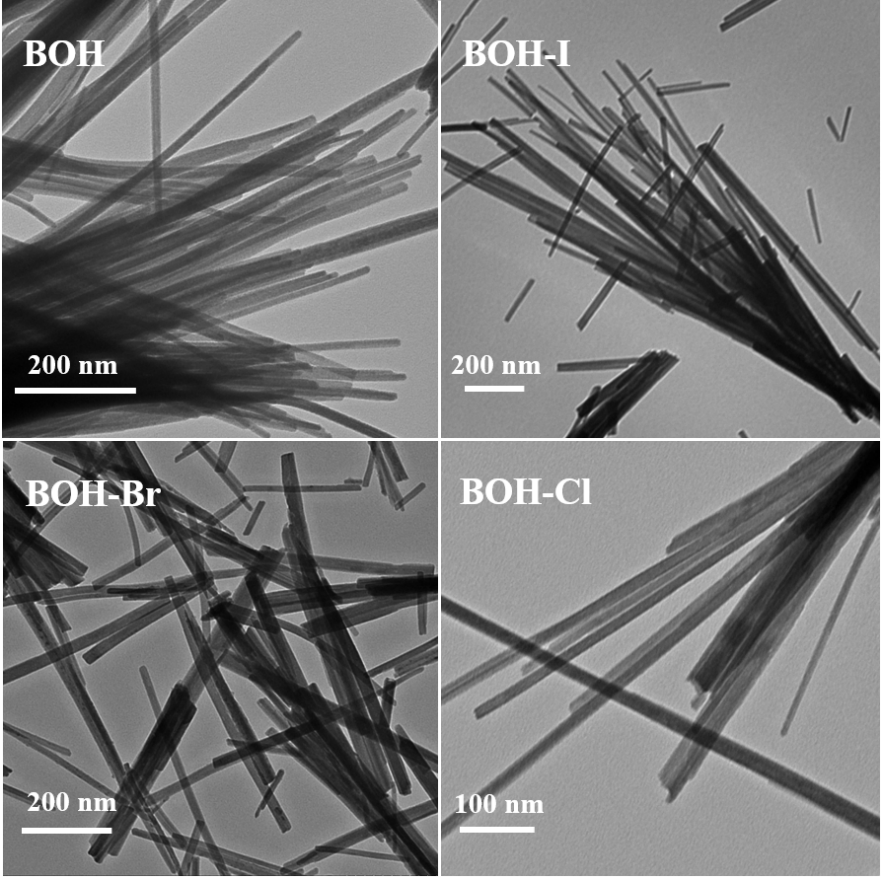 BOH
200 nm
BOH-I
200 nm
BOH-Br
200 nm
BOH-Cl
100 nm